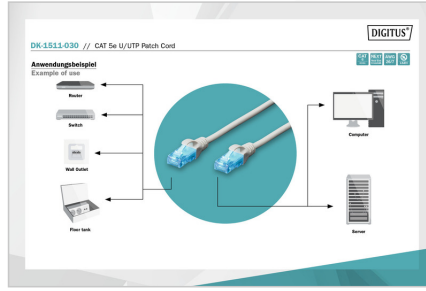 DIGITUS®
DK-1511-030 // CAT 5e U/UTP Patch Cord
Anwendungsbeispiel
Example of use
Router
Switch
Wall Outlet
Floor tank
Computer
Server